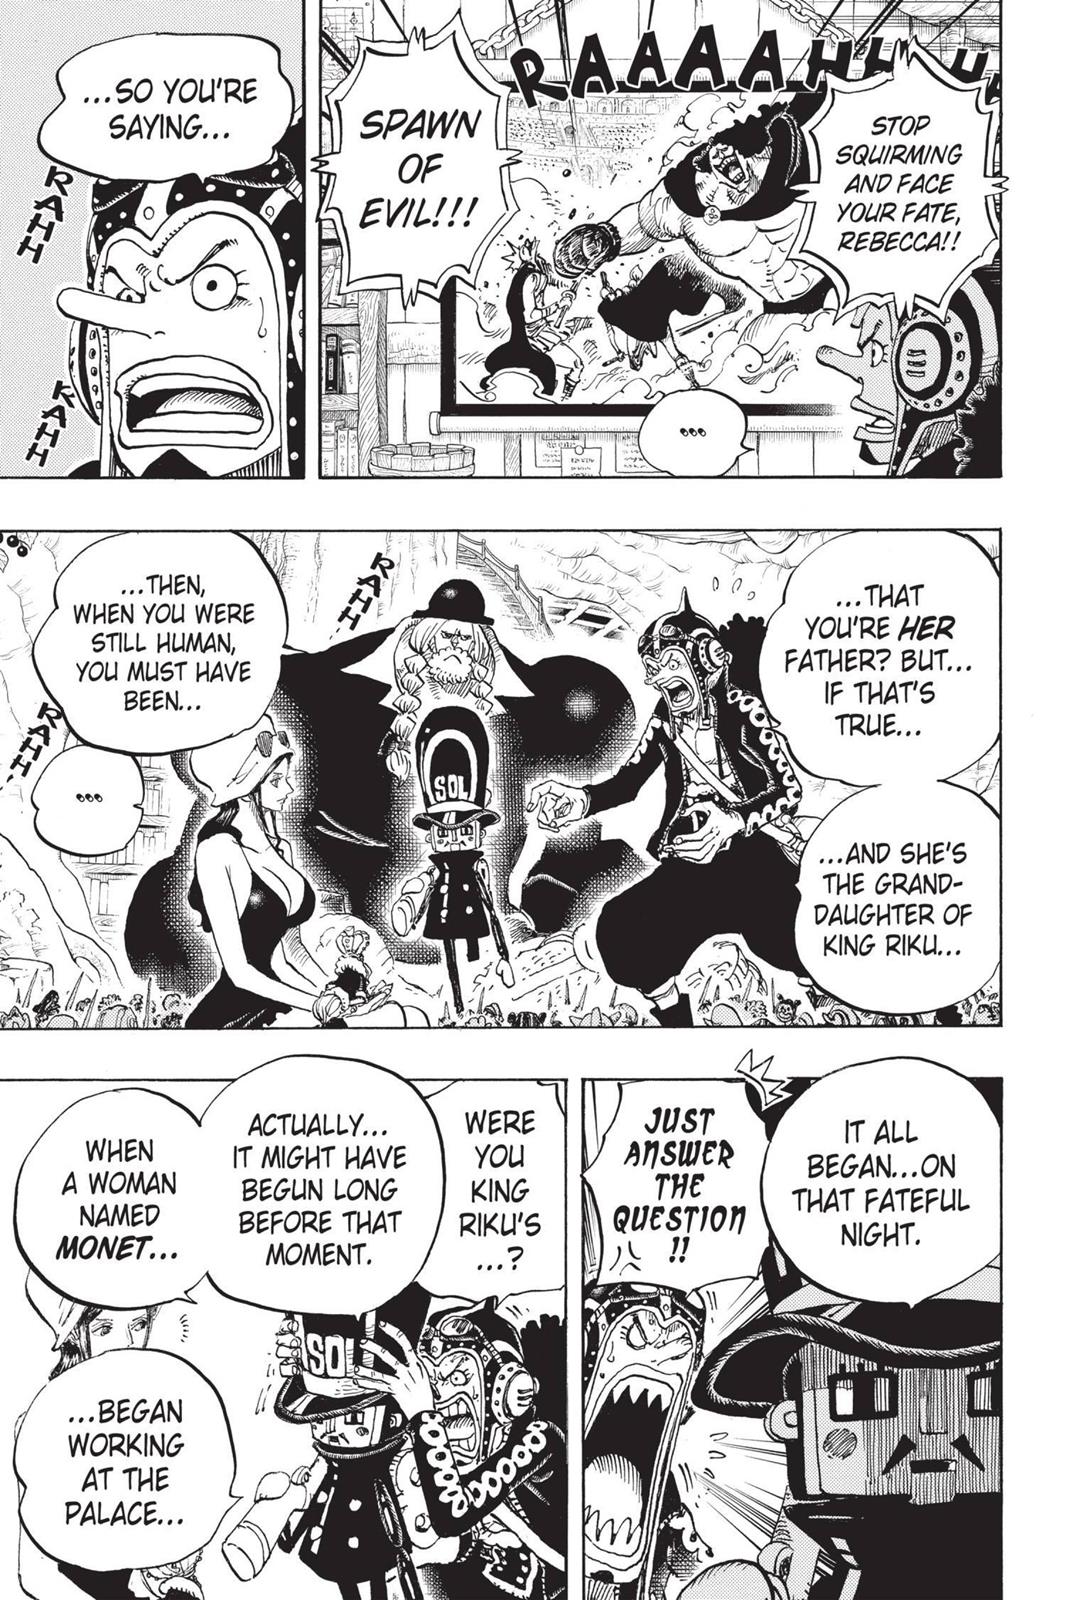 RAAAAHH
STOP
SQUIRMING
AND FACE
YOUR FATE,
REBECCA!!
SPAWN
OF
EVIL!!!
...
...SO YOU'RE
SAYING...
RAHH
RAHH
...THAT
YOU'RE HER
FATHER? BUT...
IF THAT'S
TRUE...
...AND SHE'S
THE GRAND-
DAUGHTER OF
KING RIKU...
RAHH
SOL
...THEN,
WHEN YOU WERE
STILL HUMAN,
YOU MUST HAVE
BEEN...
RAHH!
...
IT ALL
BEGAN...ON
THAT FATEFUL
NIGHT.
JUST
ANSWER
THE
QUESTION
!!
WERE
YOU
KING
RIKU'S
...?
ACTUALLY...
IT MIGHT HAVE
BEGUN LONG
BEFORE THAT
MOMENT.
SO
WHEN
A WOMAN
NAMED
MONET...
...BEGAN
WORKING
AT THE
PALACE...